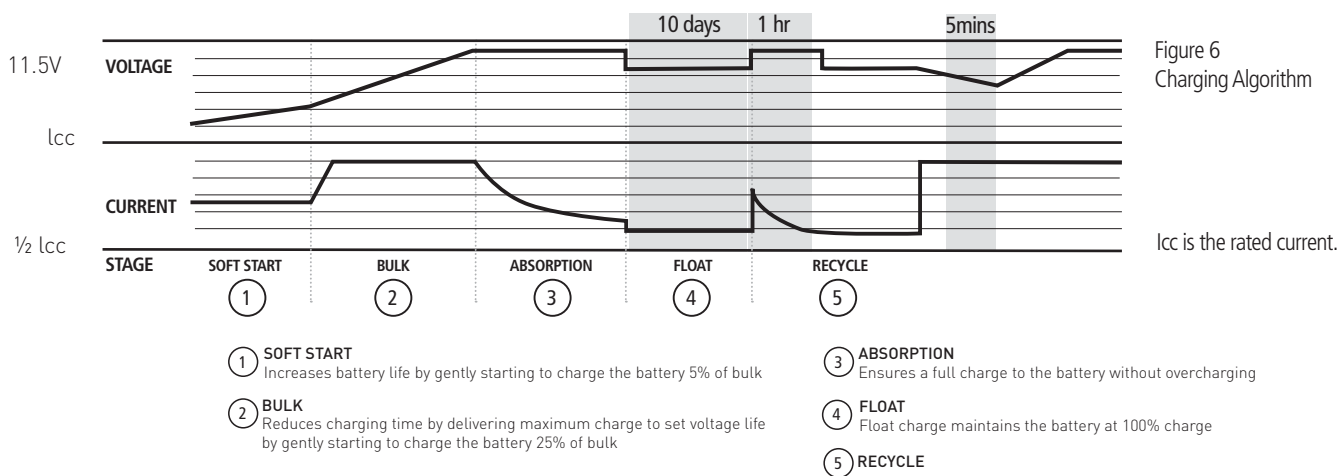 10 days 1 hr 5mins
11.5V VOLTAGE
Figure 6
Charging Algorithm
lcc
CURRENT
½ lcc
Icc is the rated current.
STAGE SOFT START BULK ABSORPTION FLOAT RECYCLE
1 2 3 4 5
1 SOFT START
Increases battery life by gently starting to charge the battery 5% of bulk
2 BULK
Reduces charging time by delivering maximum charge to set voltage life
by gently starting to charge the battery 25% of bulk
3 ABSORPTION
Ensures a full charge to the battery without overcharging
4 FLOAT
Float charge maintains the battery at 100% charge
5 RECYCLE